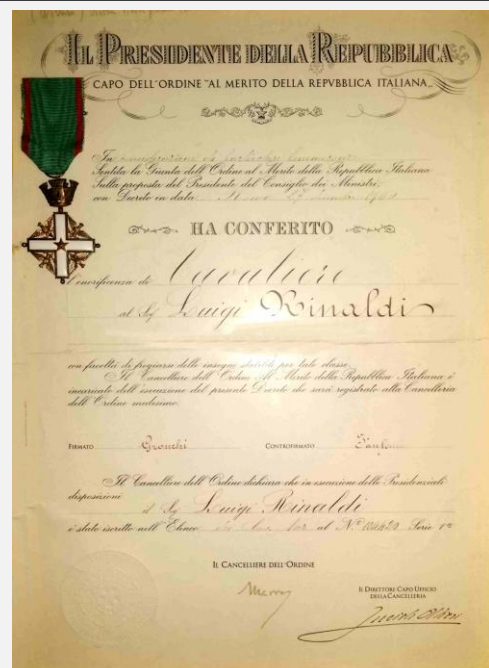 IL PRESIDENTE DELLA REPUBBLICA
CAPO DELL'ORDINE "AL MERITO DELLA REPVBBLICA ITALIANA„
In considerazione di
Sentita la Giunta dell'Ordine al Merito della Repubblica Italiana
Sulla proposta del Presidente del Consiglio dei Ministri;
con Decreto in data
HA CONFERITO
l'onorificenza di Cavaliere
al Sig Luigi Rinaldi
con facoltà di fregiarsi delle insegne stabilite per tale classe.
Il Cancelliere dell'Ordine Al Merito della Repubblica Italiana è
incaricato dell'esecuzione del presente Decreto che sarà registrato alla Cancelleria
dell'Ordine medesimo.
FIRMATO Gronchi CONTROFIRMATO
Il Cancelliere dell'Ordine dichiara che in esecuzione delle Presidenziali
disposizioni
il Sig Luigi Rinaldi
è stato iscritto nell'Elenco al N° Serie 1ª
IL CANCELLIERE DELL'ORDINE
IL DIRETTORE CAPO UFFICIO
DELLA CANCELLERIA